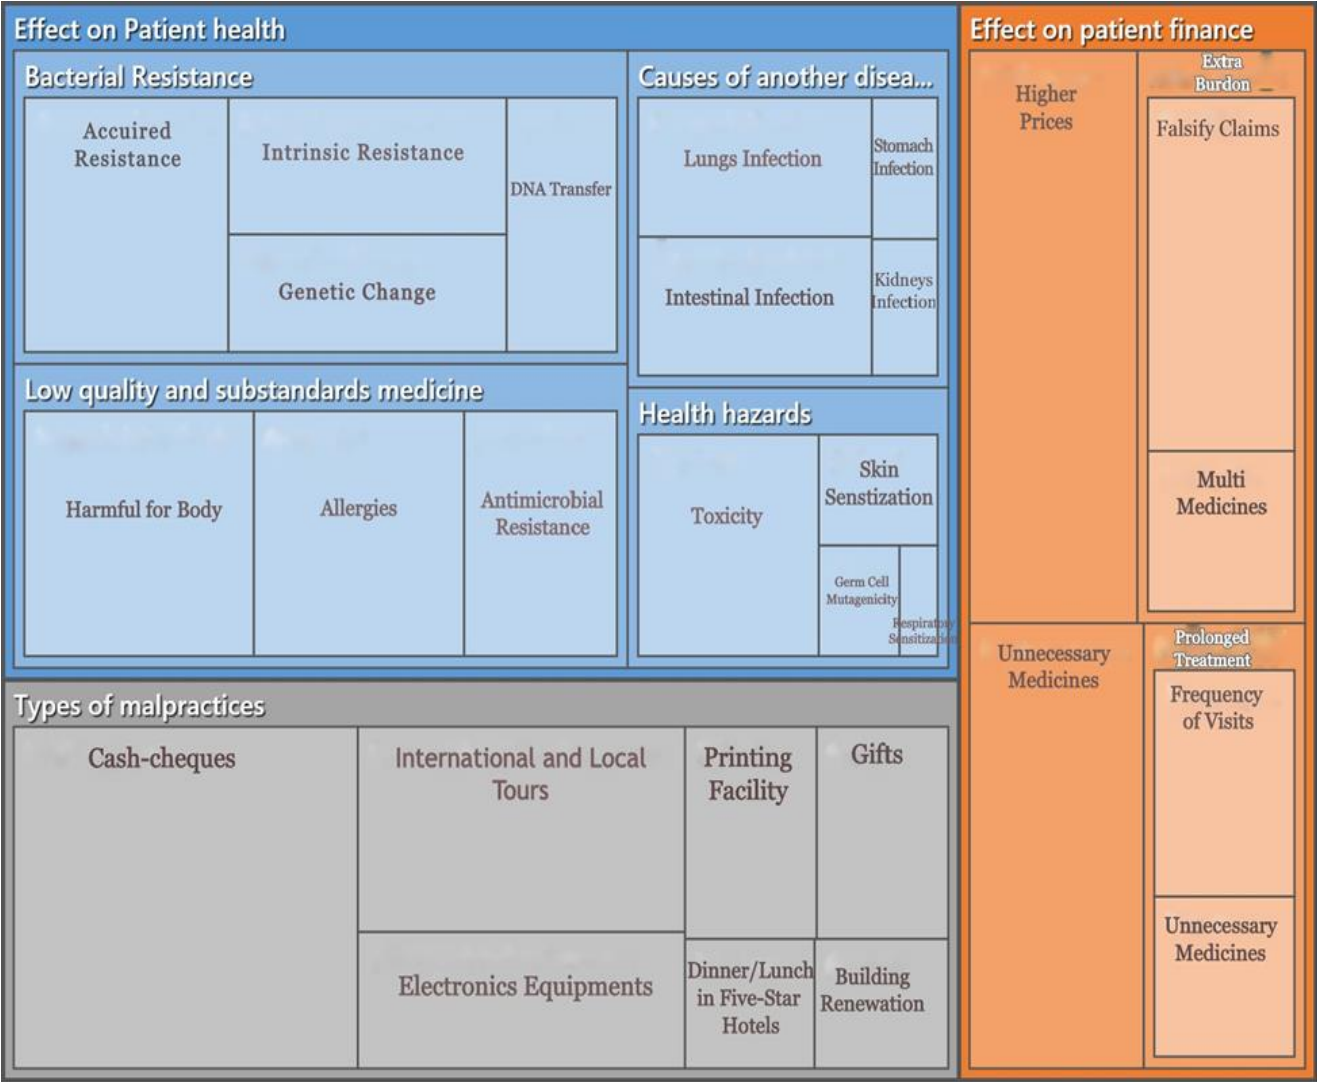 Effect on Patient health
Bacterial Resistance
Accuired
Resistance
Intrinsic Resistance
Genetic Change
DNA Transfer
Causes of another disea...
Lungs Infection
Stomach
Infection
Intestinal Infection
Kidneys
Infection
Low quality and substandards medicine
Harmful for Body
Allergies
Antimicrobial
Resistance
Health hazards
Toxicity
Skin
Senstization
Germ Cell
Mutagenicity
Respiratory
Sensitization
Types of malpractices
Cash-cheques
International and Local
Tours
Electronics Equipments
Printing
Facility
Gifts
Dinner/Lunch
in Five-Star
Hotels
Building
Renewation
Effect on patient finance
Higher
Prices
Extra
Burdon
Falsify Claims
Multi
Medicines
Unnecessary
Medicines
Prolonged
Treatment
Frequency
of Visits
Unnecessary
Medicines